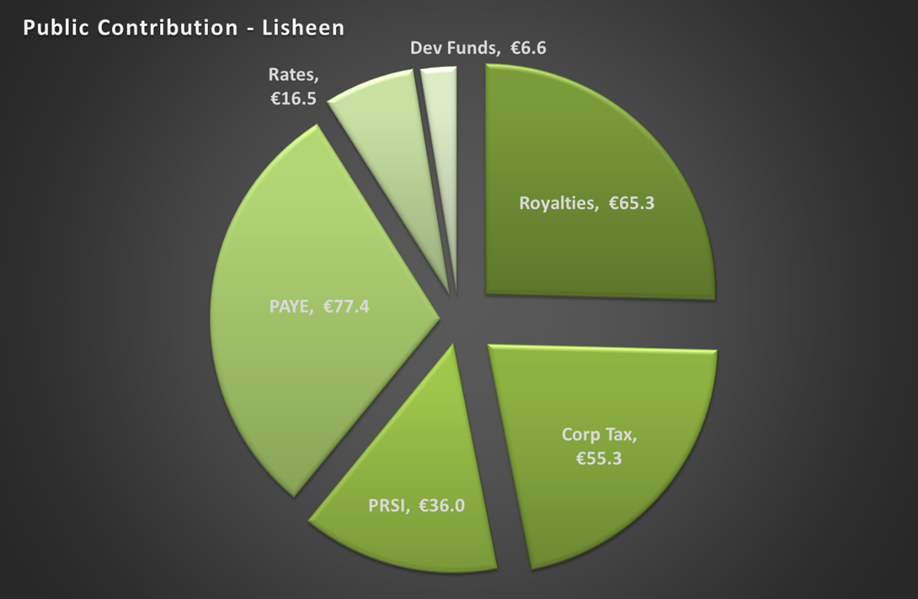 Public Contribution - Lisheen
Dev Funds, €6.6
Rates,
€16.5
Royalties, €65.3
PAYE, €77.4
Corp Tax,
€55.3
PRSI, €36.0